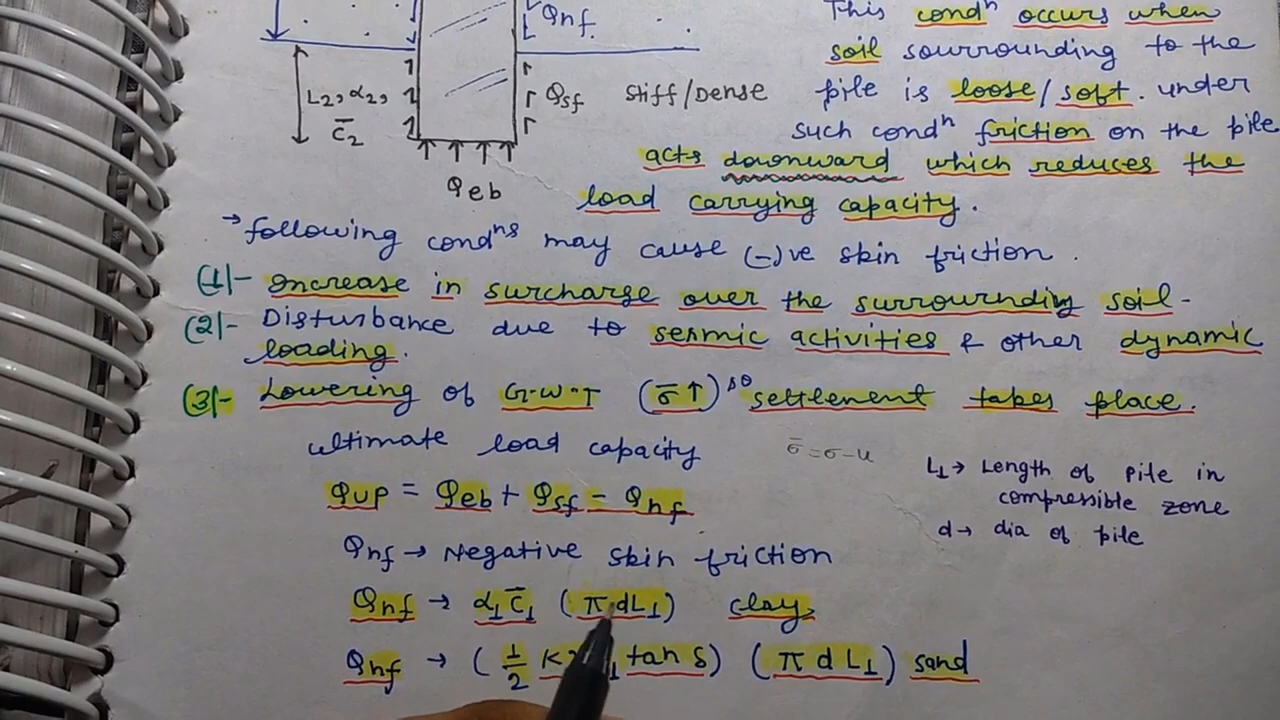 Qnf.
This condⁿ occurs when
soil sourrounding to the
pile is loose/soft. under
such condⁿ friction on the pile
acts downward which reduces the
load carrying capacity.
L2, α2,
C̄2
Qsf
Stiff/Dense
Qeb
→ following condⁿˢ may cause (-)ve skin friction.
(1)- Increase in surcharge over the surrounding soil-
(2)- Disturbance due to sesmic activities & other dynamic
loading.
(3)- Lowering of G.W.T (σ̄↑) so settlement takes place.
ultimate load capacity
σ̄ = σ-u
Qup = Qeb + Qsf - Qnf
L1→ Length of pile in
compressible zone
d→ dia of pile
Qnf → Negative skin friction
Qnf → α1 C̄1 (π dL1) clay
Qnf → (1/2 K 1 tan δ) (π d L1) sand